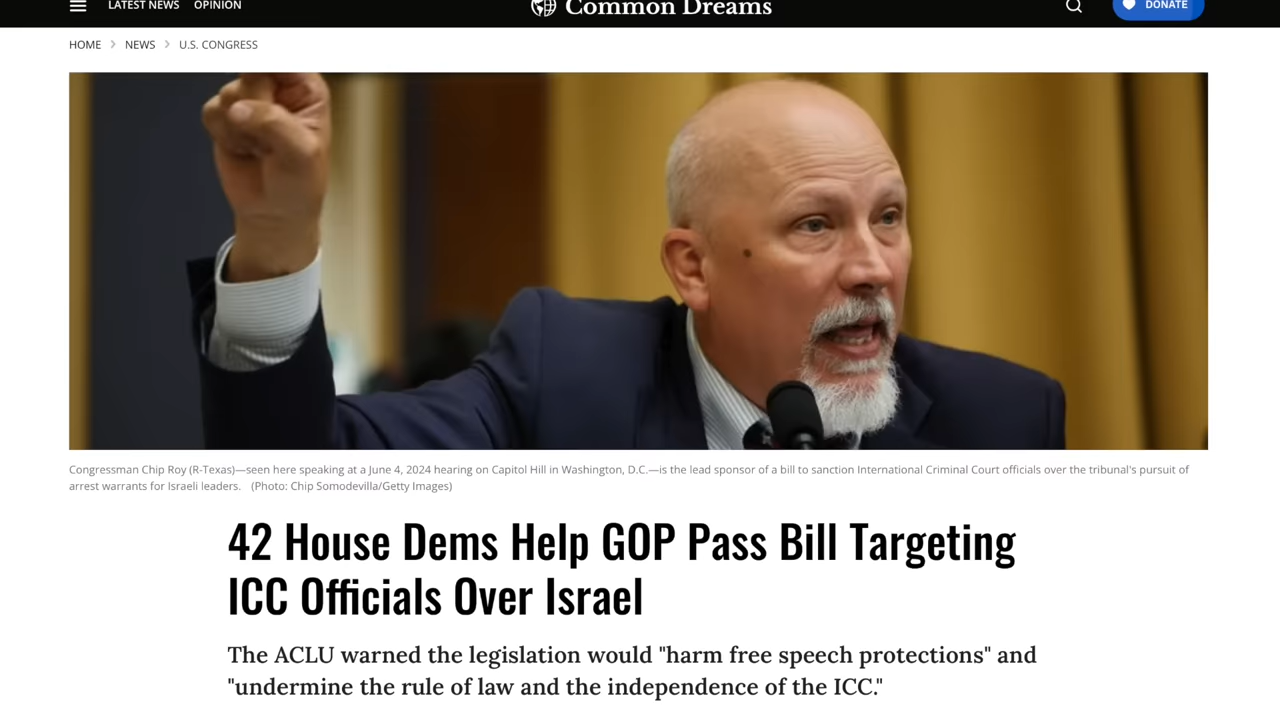 LATEST NEWS OPINION Common Dreams DONATE
HOME NEWS U.S. CONGRESS
Congressman Chip Roy (R-Texas)—seen here speaking at a June 4, 2024 hearing on Capitol Hill in Washington, D.C.—is the lead sponsor of a bill to sanction International Criminal Court officials over the tribunal's pursuit of
arrest warrants for Israeli leaders. (Photo: Chip Somodevilla/Getty Images)
42 House Dems Help GOP Pass Bill Targeting
ICC Officials Over Israel
The ACLU warned the legislation would "harm free speech protections" and
"undermine the rule of law and the independence of the ICC."